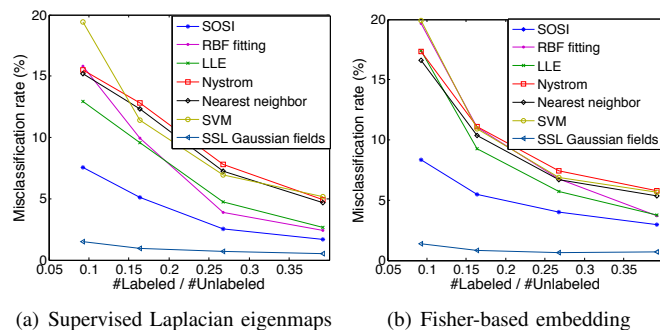 20
15
10
5
0
Misclassification rate (%)
0.05 0.1 0.15 0.2 0.25 0.3 0.35
#Labeled / #Unlabeled
SOSI
RBF fitting
LLE
Nystrom
Nearest neighbor
SVM
SSL Gaussian fields
(a) Supervised Laplacian eigenmaps
20
15
10
5
0
Misclassification rate (%)
0.05 0.1 0.15 0.2 0.25 0.3 0.35
#Labeled / #Unlabeled
SOSI
RBF fitting
LLE
Nystrom
Nearest neighbor
SVM
SSL Gaussian fields
(b) Fisher-based embedding